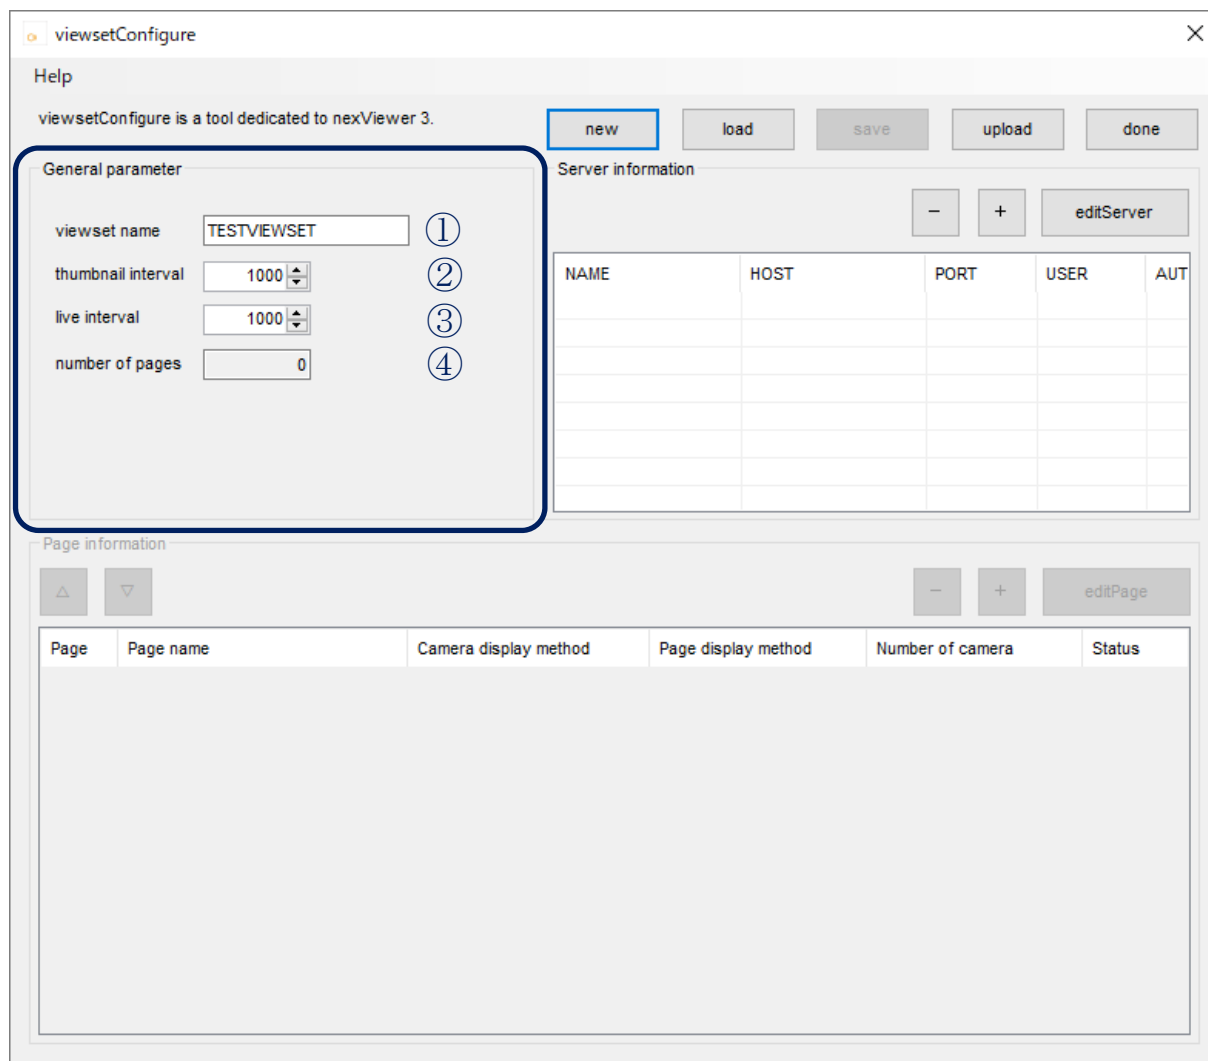 viewsetConfigure
Help
viewsetConfigure is a tool dedicated to nexViewer 3.
new load save upload done
General parameter
viewset name TESTVIEWSET ①
thumbnail interval 1000 ②
live interval 1000 ③
number of pages 0 ④
Server information
− + editServer
NAME HOST PORT USER AUT
Page information
△ ▽ − + editPage
Page Page name Camera display method Page display method Number of camera Status